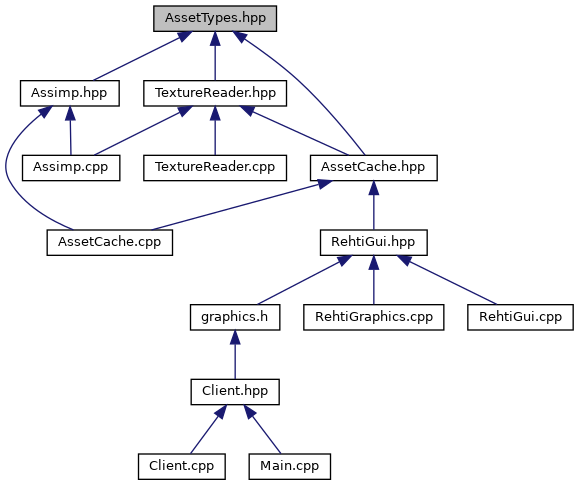 AssetTypes.hpp
Assimp.hpp
TextureReader.hpp
Assimp.cpp
TextureReader.cpp
AssetCache.hpp
AssetCache.cpp
RehtiGui.hpp
graphics.h
RehtiGraphics.cpp
RehtiGui.cpp
Client.hpp
Client.cpp
Main.cpp